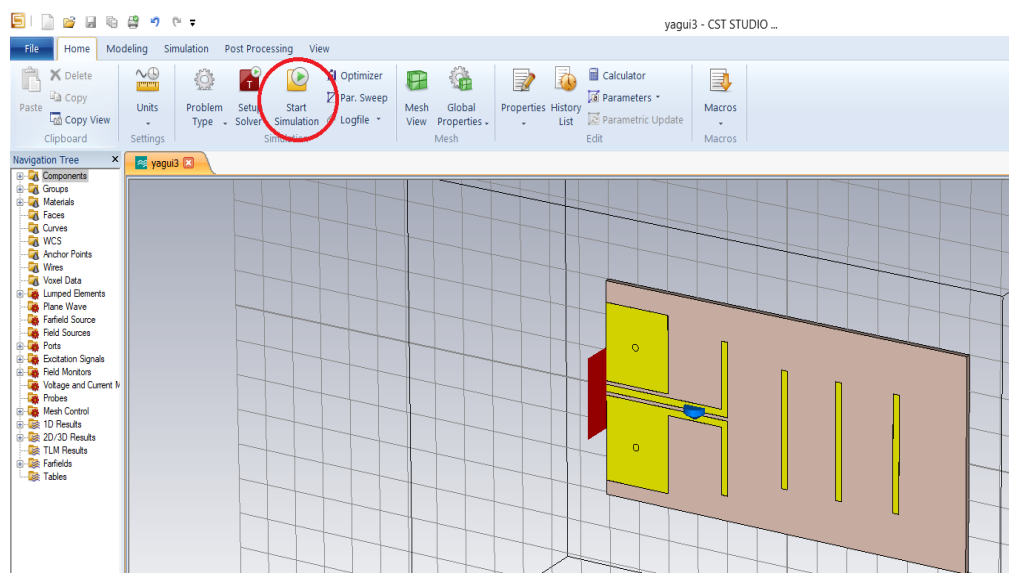 yagui3 - CST STUDIO ...
File Home Modeling Simulation Post Processing View
Paste
Delete
Copy
Copy View
Clipboard
Units
Settings
Problem Type
Setup Solver
Start Simulation
Optimizer
Par. Sweep
Logfile
Simulation
Mesh View
Global Properties
Mesh
Properties
History List
Calculator
Parameters
Parametric Update
Edit
Macros
Macros
Navigation Tree
yagui3
Components
Groups
Materials
Faces
Curves
WCS
Anchor Points
Wires
Voxel Data
Lumped Elements
Plane Wave
Farfield Source
Field Sources
Ports
Excitation Signals
Field Monitors
Voltage and Current M
Probes
Mesh Control
1D Results
2D/3D Results
TLM Results
Farfields
Tables